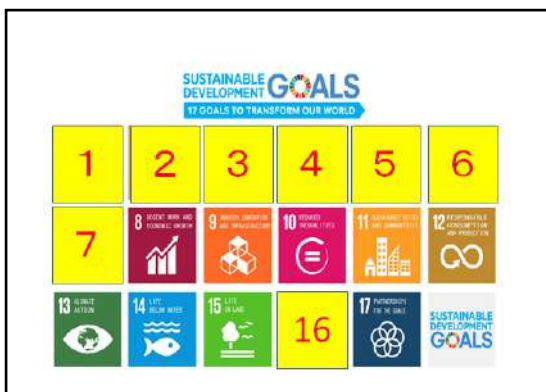 SUSTAINABLE
DEVELOPMENT GOALS
17 GOALS TO TRANSFORM OUR WORLD
1 2 3 4 5 6
7
8 DECENT WORK AND
ECONOMIC GROWTH
9 INDUSTRY, INNOVATION
AND INFRASTRUCTURE
10 REDUCED
INEQUALITIES
11 SUSTAINABLE CITIES
AND COMMUNITIES
12 RESPONSIBLE
CONSUMPTION
AND PRODUCTION
13 CLIMATE
ACTION
14 LIFE
BELOW WATER
15 LIFE
ON LAND
16
17 PARTNERSHIPS
FOR THE GOALS
SUSTAINABLE
DEVELOPMENT
GOALS